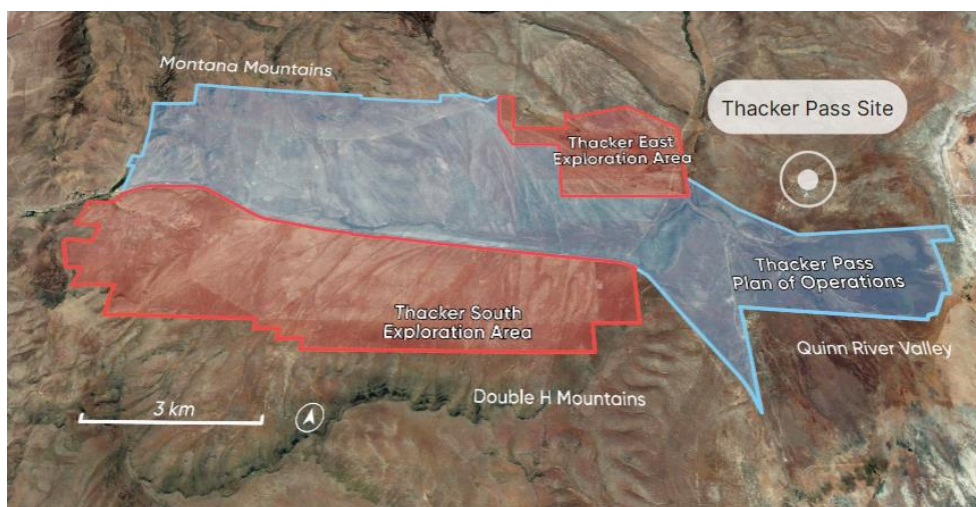 Montana Mountains
Thacker Pass Site
Thacker East
Exploration Area
Thacker Pass
Plan of Operations
Thacker South
Exploration Area
Quinn River Valley
Double H Mountains
3 km